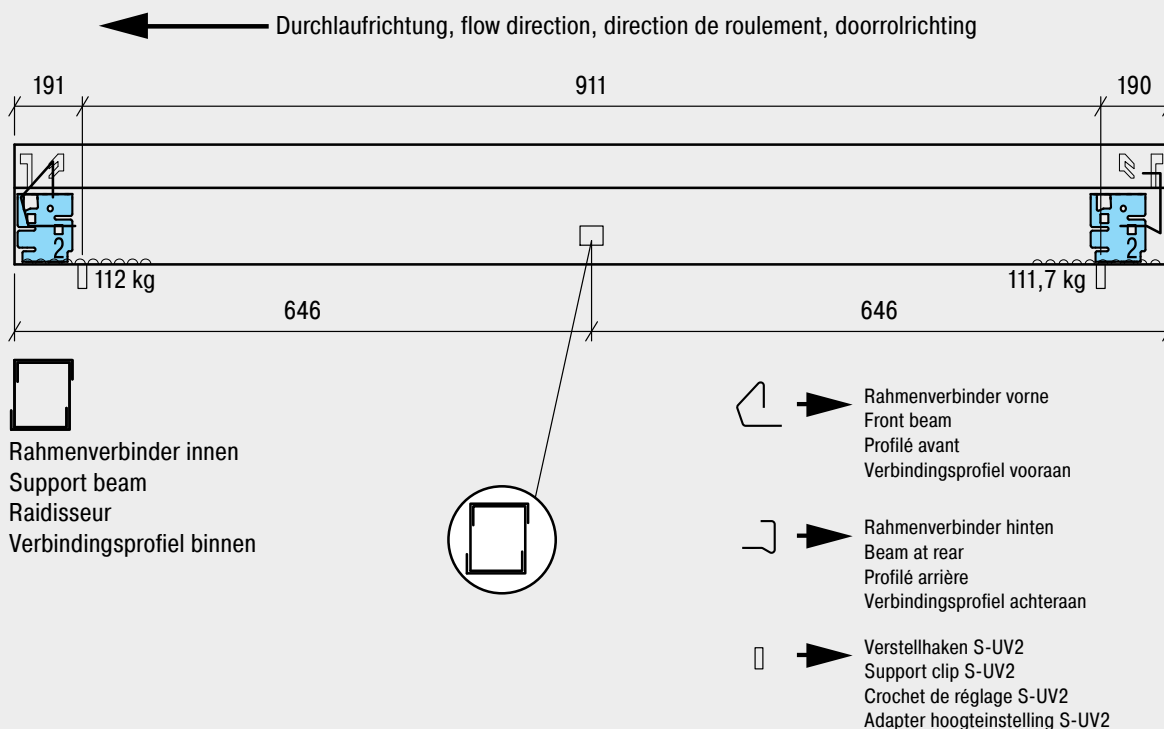 Durchlaufrichtung, flow direction, direction de roulement, doorrolrichting
191
911
190
2
2
112 kg
111,7 kg
646
646
Rahmenverbinder innen
Support beam
Raidisseur
Verbindingsprofiel binnen
Rahmenverbinder vorne
Front beam
Profilé avant
Verbindingsprofiel vooraan
Rahmenverbinder hinten
Beam at rear
Profilé arrière
Verbindingsprofiel achteraan
Verstellhaken S-UV2
Support clip S-UV2
Crochet de réglage S-UV2
Adapter hoogteinstelling S-UV2